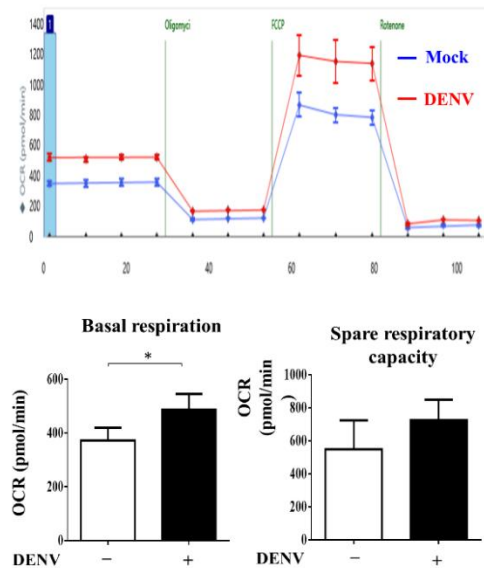 1
Oligomyci FCCP Rotenone
1400
1200
1000
800
600
400
200
0
OCR (pmol/min)
Mock
DENV
0 20 40 60 80 100
Basal respiration
*
600
400
200
0
OCR (pmol/min)
DENV − +
Spare respiratory
capacity
1000
800
600
400
200
0
OCR
(pmol/min
)
DENV − +